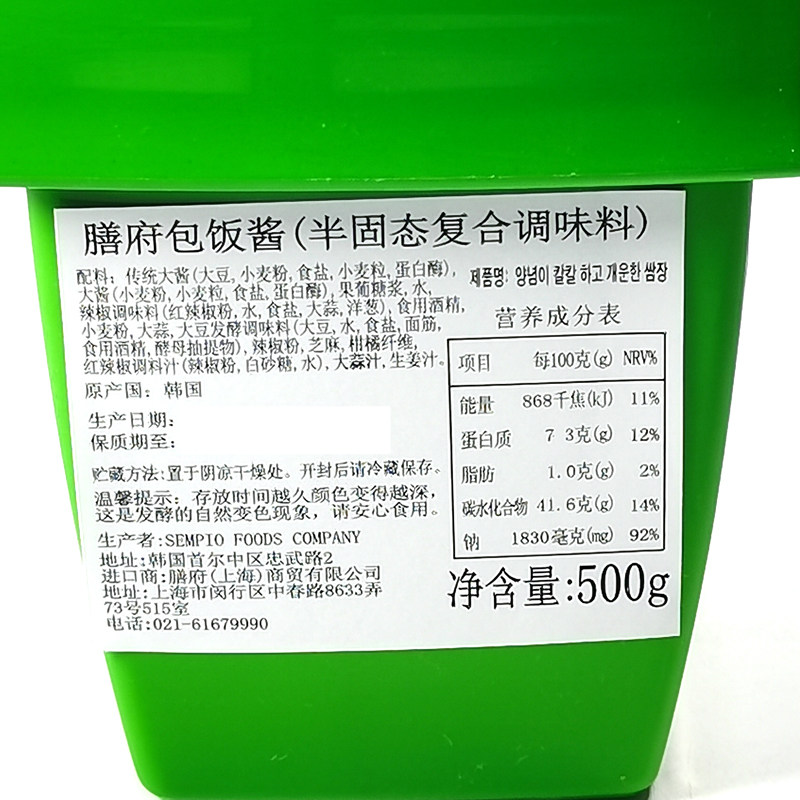 膳府包饭酱(半固态复合调味料)
配料: 传统大酱(大豆, 小麦粉, 食盐, 小麦粒, 蛋白酶),
大酱(小麦粉, 小麦粒, 食盐, 蛋白酶), 果葡糖浆, 水,
辣椒调味料(红辣椒粉, 水, 食盐, 大蒜, 洋葱), 食用酒精,
小麦粉, 大蒜, 大豆发酵调味料(大豆, 水, 食盐, 面筋,
食用酒精, 酵母抽提物), 辣椒粉, 芝麻, 柑橘纤维,
红辣椒调料汁(辣椒粉, 白砂糖, 水), 大蒜汁, 生姜汁。
原产国: 韩国
生产日期:
保质期至:
贮藏方法:置于阴凉干燥处。开封后请冷藏保存。
温馨提示: 存放时间越久颜色变得越深,
这是发酵的自然变色现象, 请安心食用。
生产者:SEMPIO FOODS COMPANY
地址:韩国首尔中区忠武路2
进口商:膳府(上海)商贸有限公司
地址:上海市闵行区中春路8633弄
73号515室
电话:021-61679990
제품명: 양념이 칼칼 하고 개운한 쌈장
营养成分表
项目 每100克(g) NRV%
能量 868千焦(kJ) 11%
蛋白质 7 3克(g) 12%
脂肪 1.0克(g) 2%
碳水化合物 41.6克(g) 14%
钠 1830毫克(mg) 92%
净含量:500g